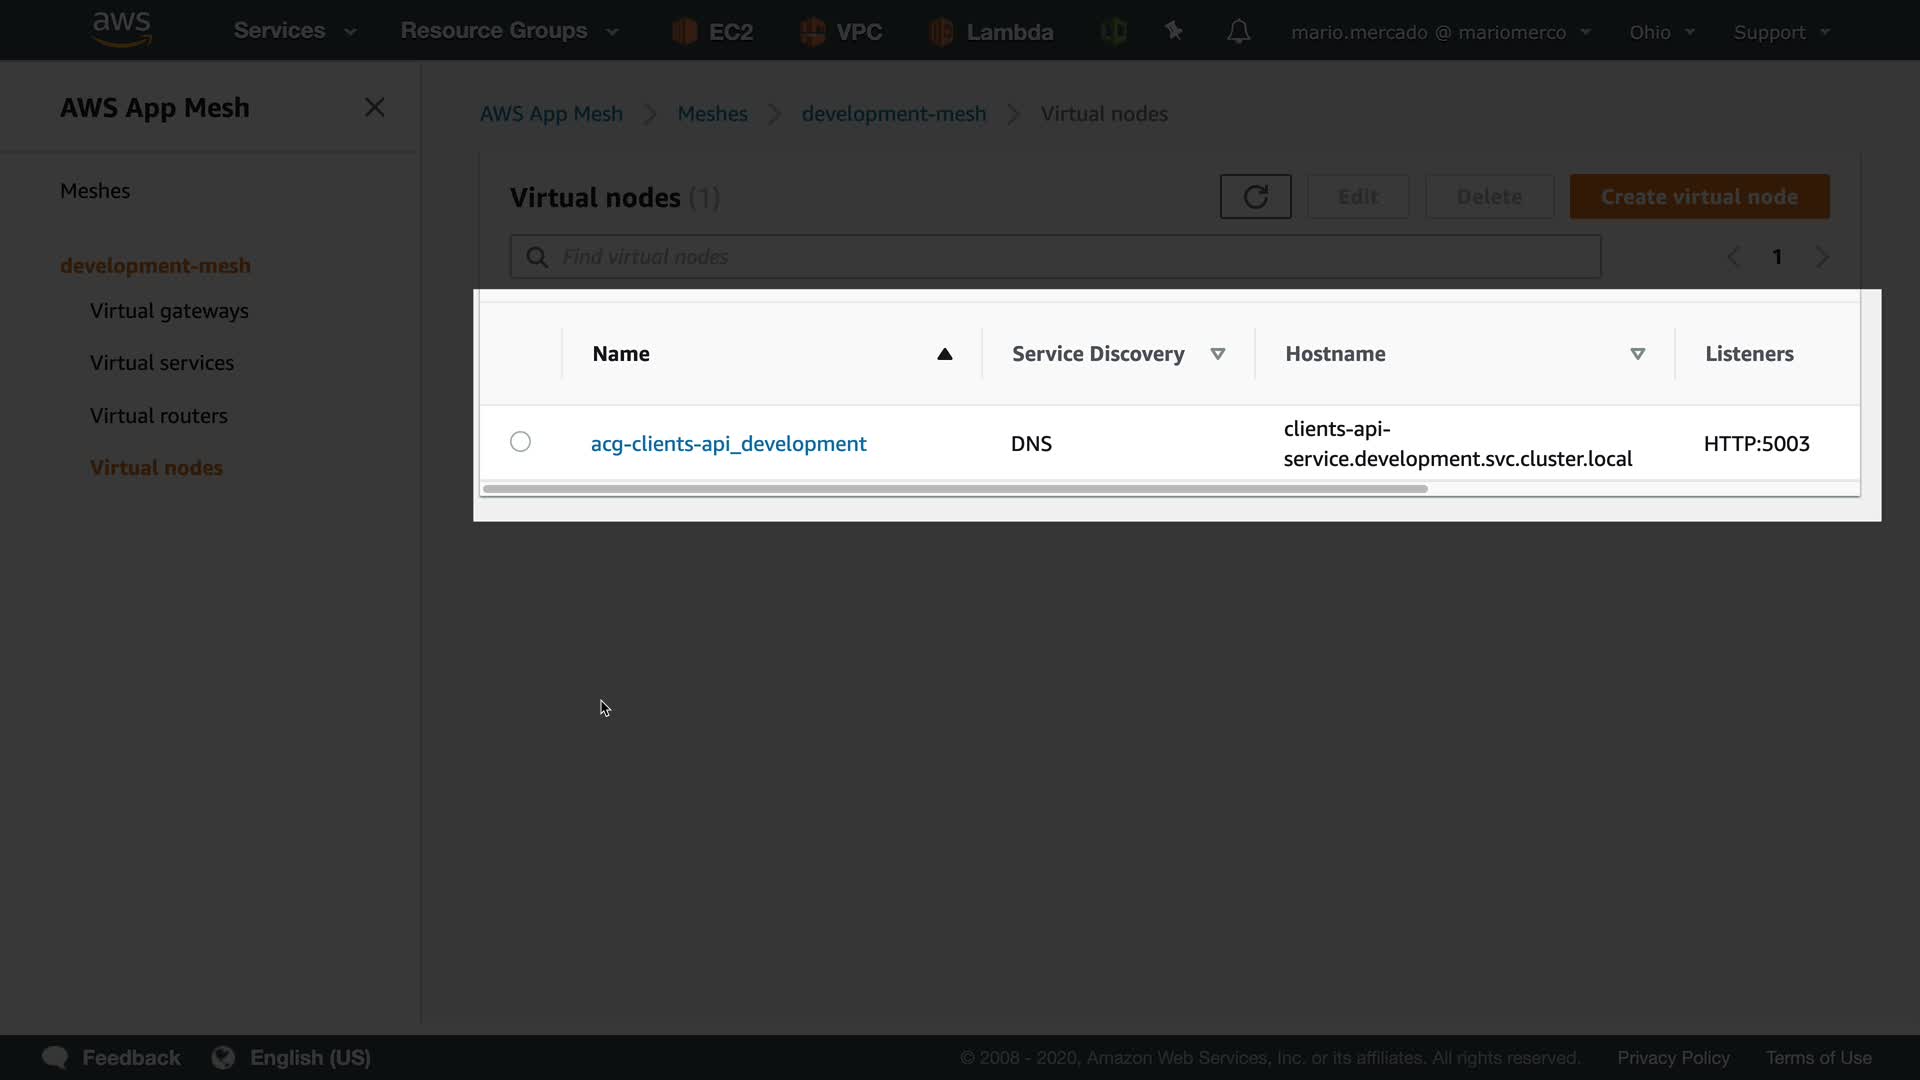 aws
Services
Resource Groups
EC2
VPC
Lambda
mario.mercado @ mariomerco
Ohio
Support
AWS App Mesh
AWS App Mesh
Meshes
development-mesh
Virtual nodes
Meshes
development-mesh
Virtual gateways
Virtual services
Virtual routers
Virtual nodes
Virtual nodes (1)
Edit
Delete
Create virtual node
Find virtual nodes
1
Name
Service Discovery
Hostname
Listeners
acg-clients-api_development
DNS
clients-api-
service.development.svc.cluster.local
HTTP:5003
Feedback
English (US)
© 2008 - 2020, Amazon Web Services, Inc. or its affiliates. All rights reserved.
Privacy Policy
Terms of Use